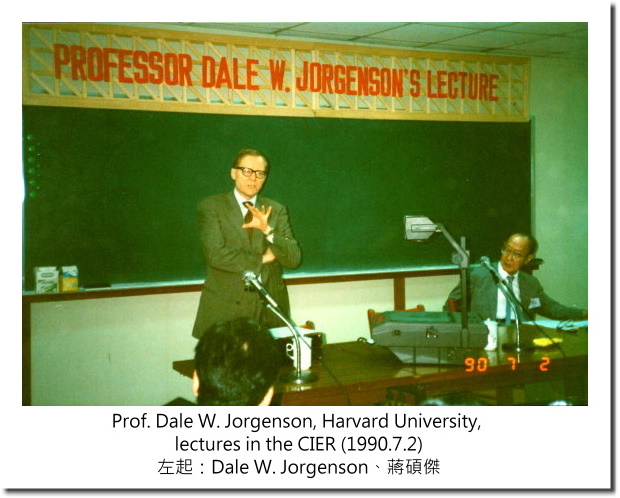 PROFESSOR DALE W. JORGENSON'S LECTURE
90 7 2
Prof. Dale W. Jorgenson, Harvard University,
lectures in the CIER (1990.7.2)
左起：Dale W. Jorgenson、蔣碩傑